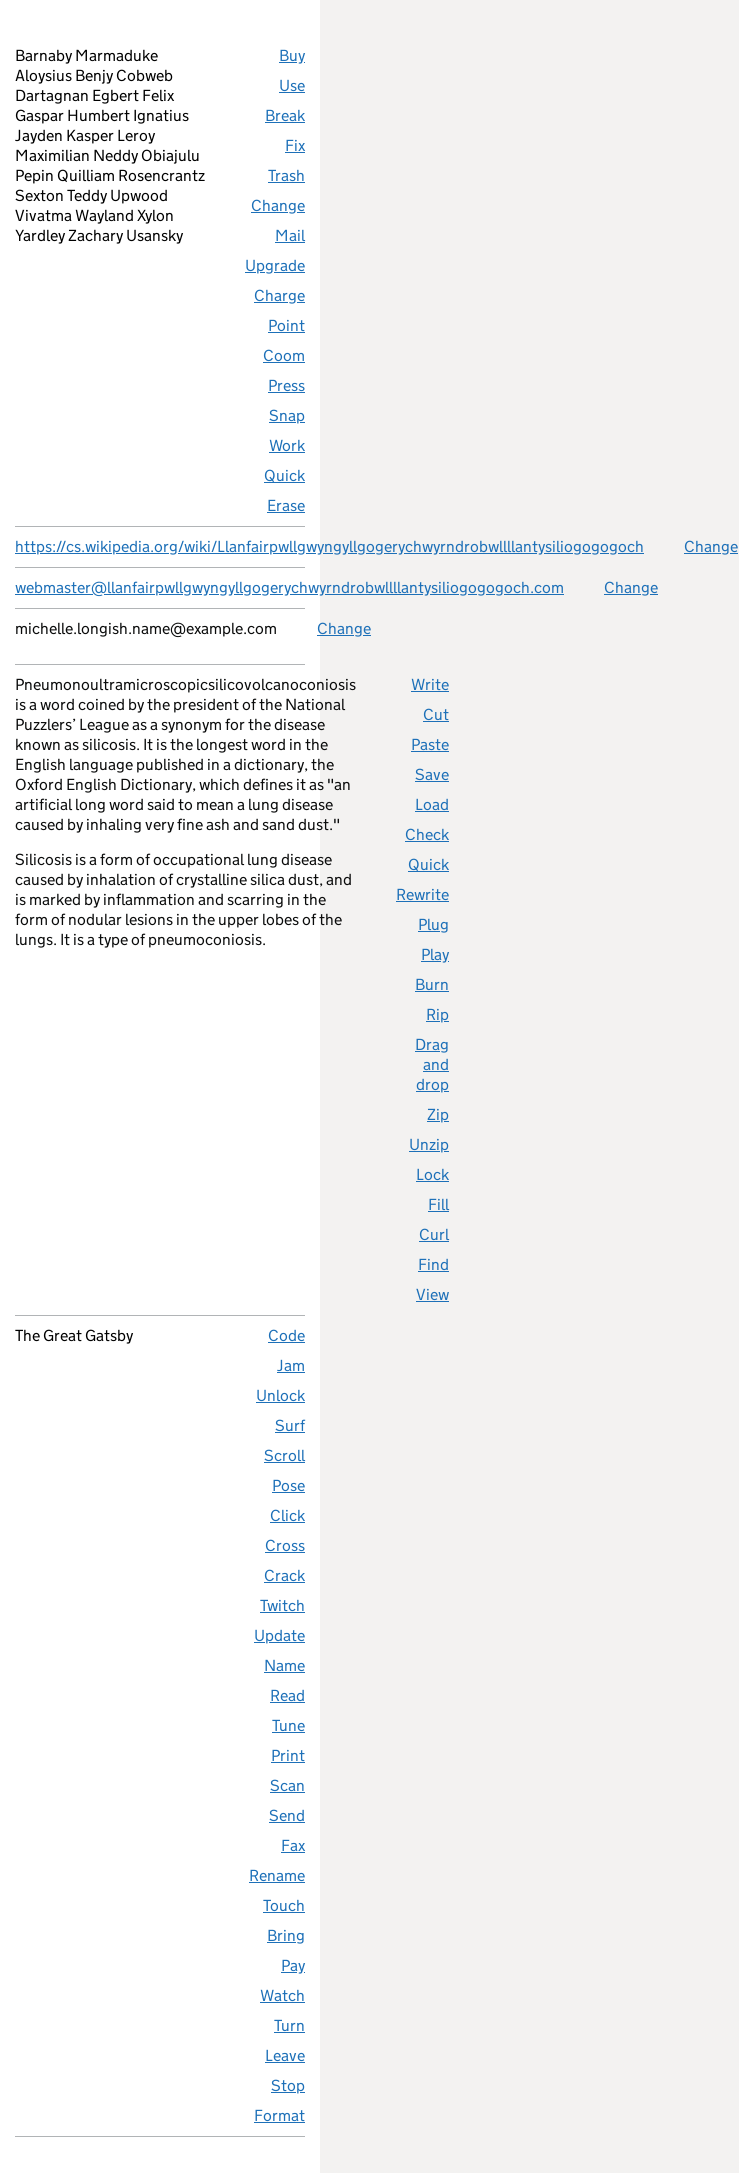 Barnaby Marmaduke
Aloysius Benjy Cobweb
Dartagnan Egbert Felix
Gaspar Humbert Ignatius
Jayden Kasper Leroy
Maximilian Neddy Obiajulu
Pepin Quilliam Rosencrantz
Sexton Teddy Upwood
Vivatma Wayland Xylon
Yardley Zachary Usansky
Buy
Use
Break
Fix
Trash
Change
Mail
Upgrade
Charge
Point
Coom
Press
Snap
Work
Quick
Erase
https://cs.wikipedia.org/wiki/Llanfairpwllgwyngyllgogerychwyrndrobwllllantysiliogogogoch Change
webmaster@llanfairpwllgwyngyllgogerychwyrndrobwllllantysiliogogogoch.com Change
michelle.longish.name@example.com Change
Pneumonoultramicroscopicsilicovolcanoconiosis
is a word coined by the president of the National
Puzzlers’ League as a synonym for the disease
known as silicosis. It is the longest word in the
English language published in a dictionary, the
Oxford English Dictionary, which defines it as "an
artificial long word said to mean a lung disease
caused by inhaling very fine ash and sand dust."
Silicosis is a form of occupational lung disease
caused by inhalation of crystalline silica dust, and
is marked by inflammation and scarring in the
form of nodular lesions in the upper lobes of the
lungs. It is a type of pneumoconiosis.
Write
Cut
Paste
Save
Load
Check
Quick
Rewrite
Plug
Play
Burn
Rip
Drag
and
drop
Zip
Unzip
Lock
Fill
Curl
Find
View
The Great Gatsby
Code
Jam
Unlock
Surf
Scroll
Pose
Click
Cross
Crack
Twitch
Update
Name
Read
Tune
Print
Scan
Send
Fax
Rename
Touch
Bring
Pay
Watch
Turn
Leave
Stop
Format